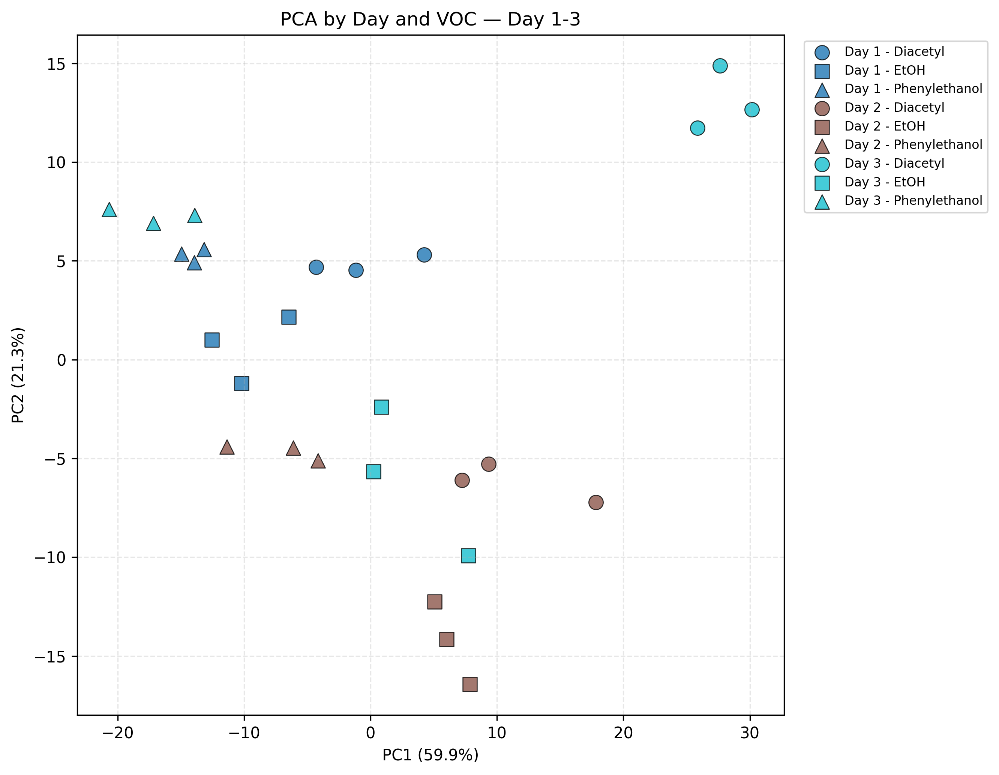 PCA by Day and VOC — Day 1-3
Day 1 - Diacetyl
Day 1 - EtOH
Day 1 - Phenylethanol
Day 2 - Diacetyl
Day 2 - EtOH
Day 2 - Phenylethanol
Day 3 - Diacetyl
Day 3 - EtOH
Day 3 - Phenylethanol
PC2 (21.3%)
15
10
5
0
−5
−10
−15
−20
−10
0
10
20
30
PC1 (59.9%)